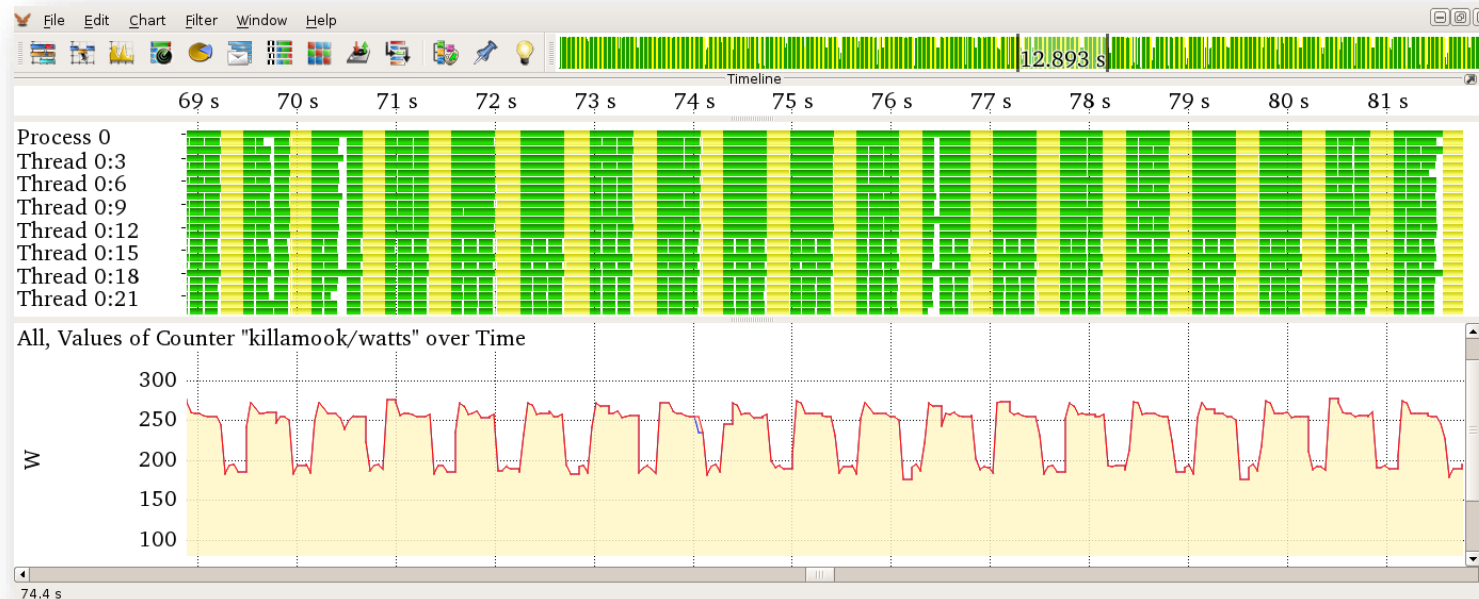 File Edit Chart Filter Window Help
12.893 s
Timeline
69 s 70 s 71 s 72 s 73 s 74 s 75 s 76 s 77 s 78 s 79 s 80 s 81 s
Process 0
Thread 0:3
Thread 0:6
Thread 0:9
Thread 0:12
Thread 0:15
Thread 0:18
Thread 0:21
All, Values of Counter "killamook/watts" over Time
300
250
200
W
150
100
74.4 s